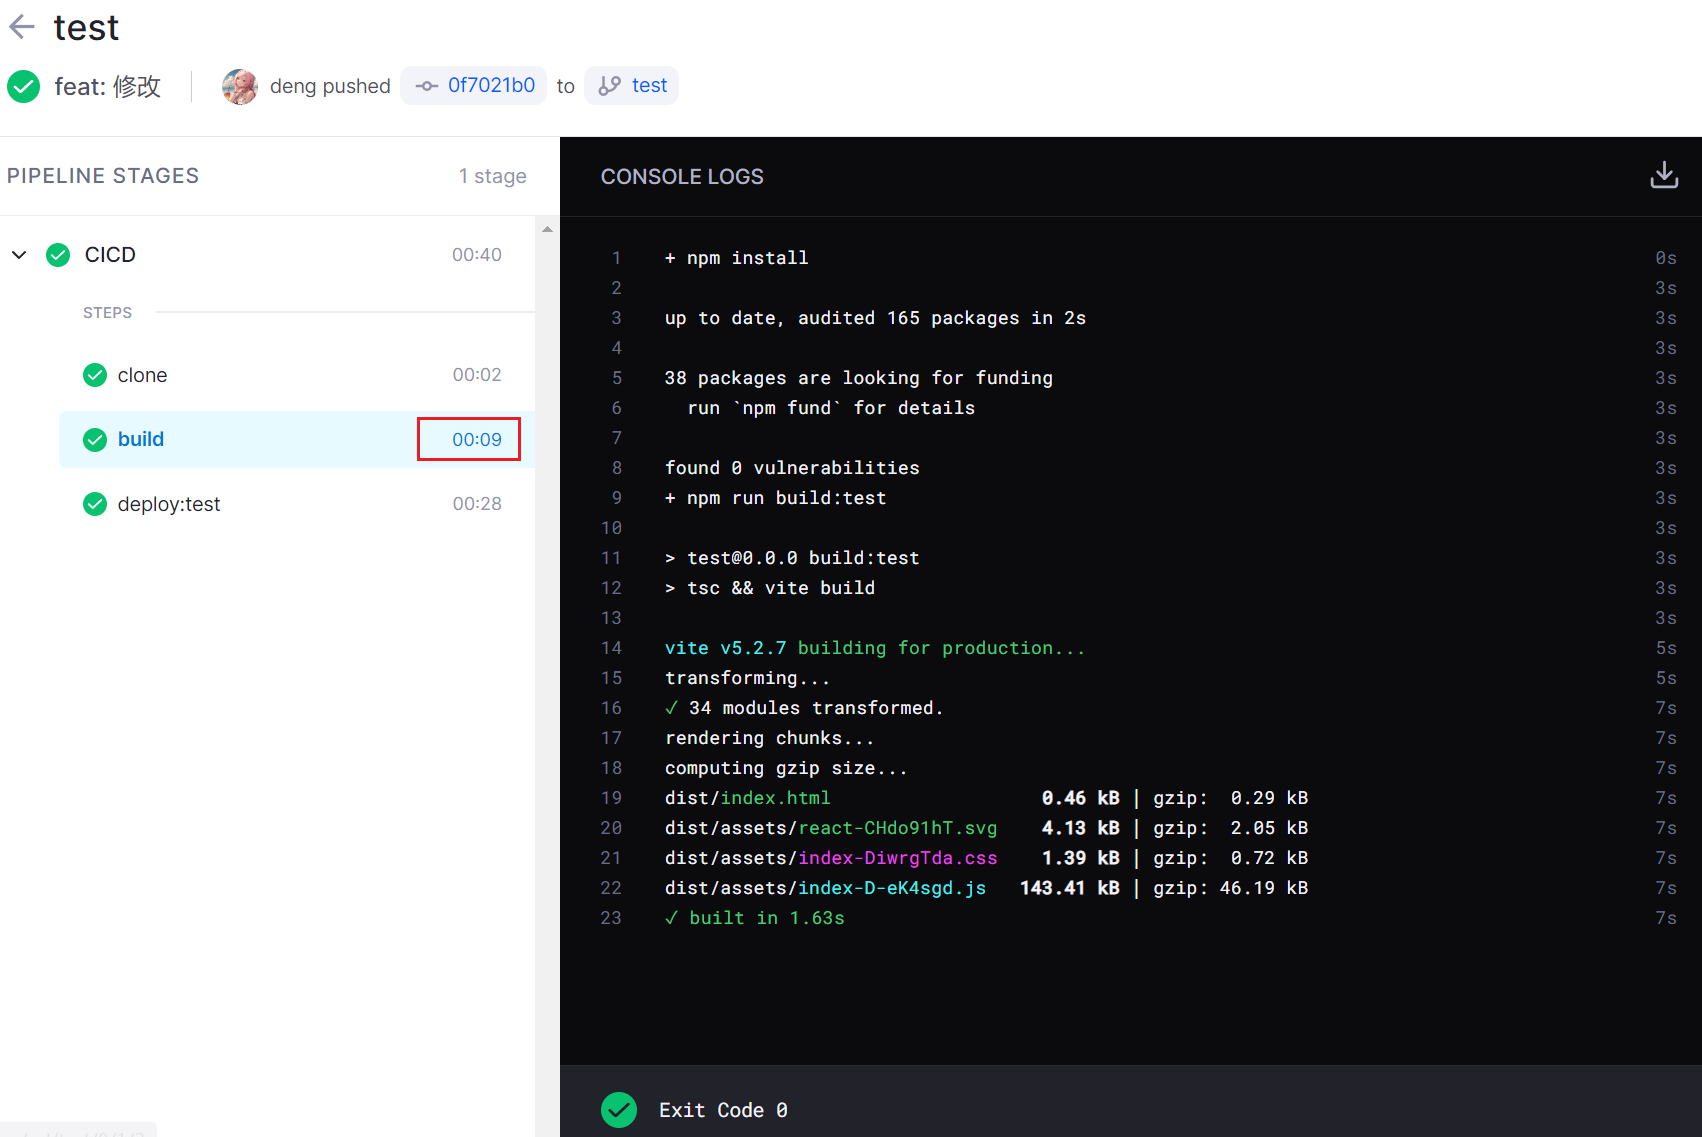 test
feat: 修改
deng pushed 0f7021b0 to test
PIPELINE STAGES 1 stage
CICD 00:40
STEPS
clone 00:02
build 00:09
deploy:test 00:28
CONSOLE LOGS
1 + npm install 0s
2 3s
3 up to date, audited 165 packages in 2s 3s
4 3s
5 38 packages are looking for funding 3s
6 run `npm fund` for details 3s
7 3s
8 found 0 vulnerabilities 3s
9 + npm run build:test 3s
10 3s
11 > test@0.0.0 build:test 3s
12 > tsc && vite build 3s
13 3s
14 vite v5.2.7 building for production... 5s
15 transforming... 5s
16 ✓ 34 modules transformed. 7s
17 rendering chunks... 7s
18 computing gzip size... 7s
19 dist/index.html 0.46 kB | gzip: 0.29 kB 7s
20 dist/assets/react-CHdo91hT.svg 4.13 kB | gzip: 2.05 kB 7s
21 dist/assets/index-DiwrgTda.css 1.39 kB | gzip: 0.72 kB 7s
22 dist/assets/index-D-eK4sgd.js 143.41 kB | gzip: 46.19 kB 7s
23 ✓ built in 1.63s 7s
Exit Code 0